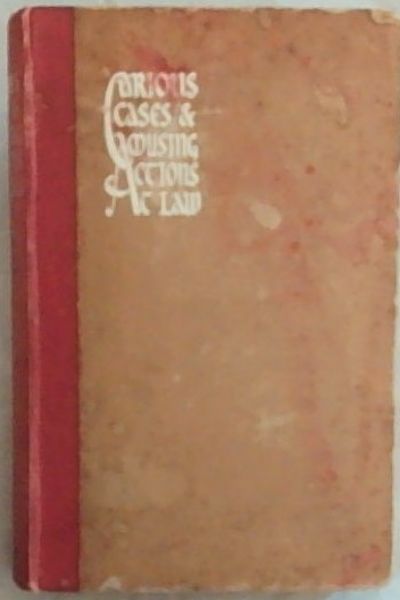 CURIOUS
CASES &
AMUSING
ACTIONS
AT LAW